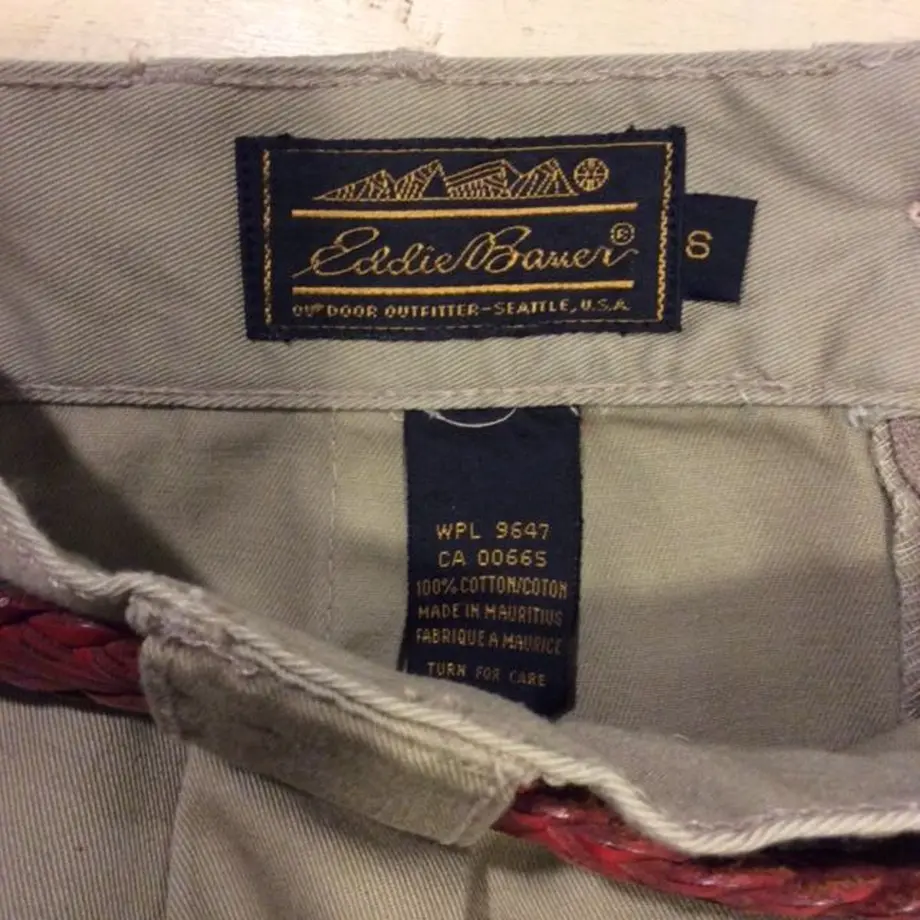 Eddie Bauer®
OUTDOOR OUTFITTER-SEATTLE, U.S.A.
S
WPL 9647
CA 00665
100% COTTON/COTON
MADE IN MAURITIUS
FABRIQUE A MAURICE
TURN FOR CARE